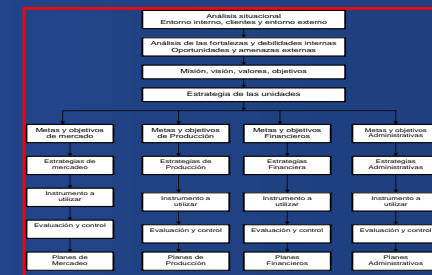 Análisis situacional
Entorno interno, clientes y entorno externo
Análisis de las fortalezas y debilidades internas
Oportunidades y amenazas externas
Misión, visión, valores, objetivos
Estrategia de las unidades
Metas y objetivos
de mercado
Metas y objetivos
de Producción
Metas y objetivos
Financieros
Metas y objetivos
Administrativas
Estrategias de
mercadeo
Estrategias de
Producción
Estrategias
Financiera
Estrategias
Administrativas
Instrumento a
utilizar
Instrumento a
utilizar
Instrumento a
utilizar
Instrumento a
utilizar
Evaluación y control
Evaluación y control
Evaluación y control
Evaluación y control
Planes de
Mercadeo
Planes de
Producción
Planes
Financieros
Planes
Administrativas